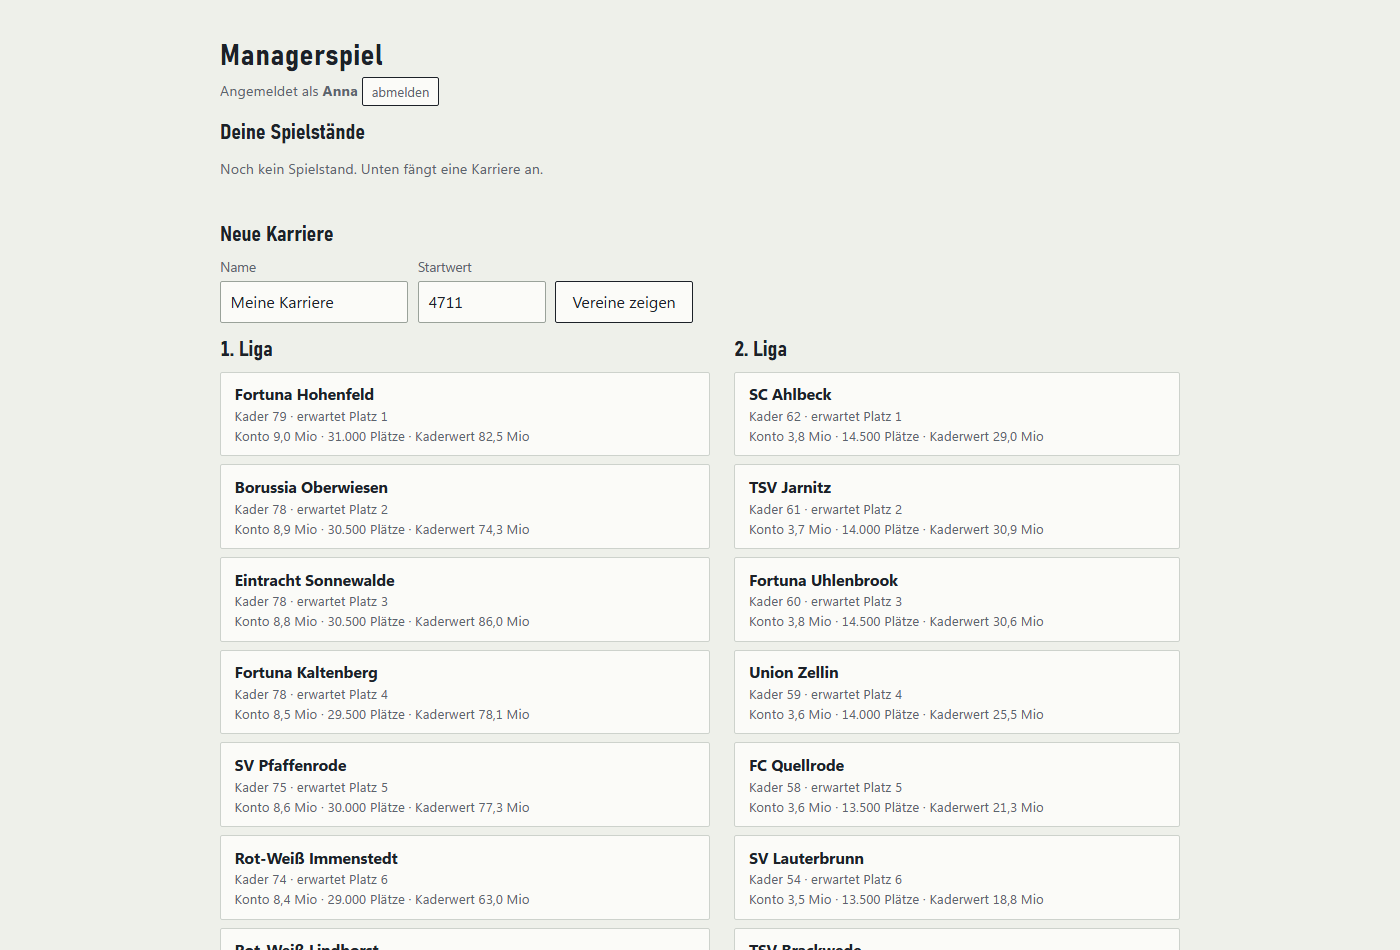 Managerspiel
Angemeldet als Anna abmelden
Deine Spielstände
Noch kein Spielstand. Unten fängt eine Karriere an.
Neue Karriere
Name
Startwert
Meine Karriere
4711
Vereine zeigen
1. Liga
Fortuna Hohenfeld
Kader 79 · erwartet Platz 1
Konto 9,0 Mio · 31.000 Plätze · Kaderwert 82,5 Mio
Borussia Oberwiesen
Kader 78 · erwartet Platz 2
Konto 8,9 Mio · 30.500 Plätze · Kaderwert 74,3 Mio
Eintracht Sonnewalde
Kader 78 · erwartet Platz 3
Konto 8,8 Mio · 30.500 Plätze · Kaderwert 86,0 Mio
Fortuna Kaltenberg
Kader 78 · erwartet Platz 4
Konto 8,5 Mio · 29.500 Plätze · Kaderwert 78,1 Mio
SV Pfaffenrode
Kader 75 · erwartet Platz 5
Konto 8,6 Mio · 30.000 Plätze · Kaderwert 77,3 Mio
Rot-Weiß Immenstedt
Kader 74 · erwartet Platz 6
Konto 8,4 Mio · 29.000 Plätze · Kaderwert 63,0 Mio
Rot-Weiß Lindhorst
2. Liga
SC Ahlbeck
Kader 62 · erwartet Platz 1
Konto 3,8 Mio · 14.500 Plätze · Kaderwert 29,0 Mio
TSV Jarnitz
Kader 61 · erwartet Platz 2
Konto 3,7 Mio · 14.000 Plätze · Kaderwert 30,9 Mio
Fortuna Uhlenbrook
Kader 60 · erwartet Platz 3
Konto 3,8 Mio · 14.500 Plätze · Kaderwert 30,6 Mio
Union Zellin
Kader 59 · erwartet Platz 4
Konto 3,6 Mio · 14.000 Plätze · Kaderwert 25,5 Mio
FC Quellrode
Kader 58 · erwartet Platz 5
Konto 3,6 Mio · 13.500 Plätze · Kaderwert 21,3 Mio
SV Lauterbrunn
Kader 54 · erwartet Platz 6
Konto 3,5 Mio · 13.500 Plätze · Kaderwert 18,8 Mio
TSV Brackwede